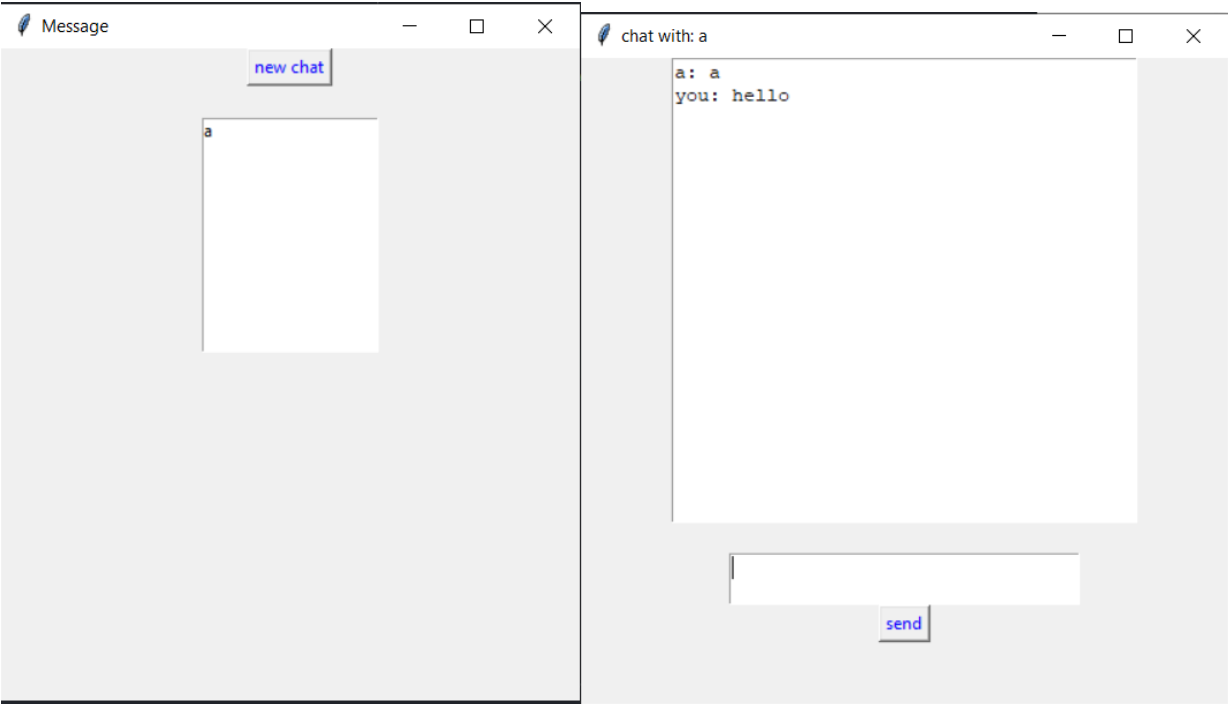 Message
new chat
a
chat with: a
a: a
you: hello
send